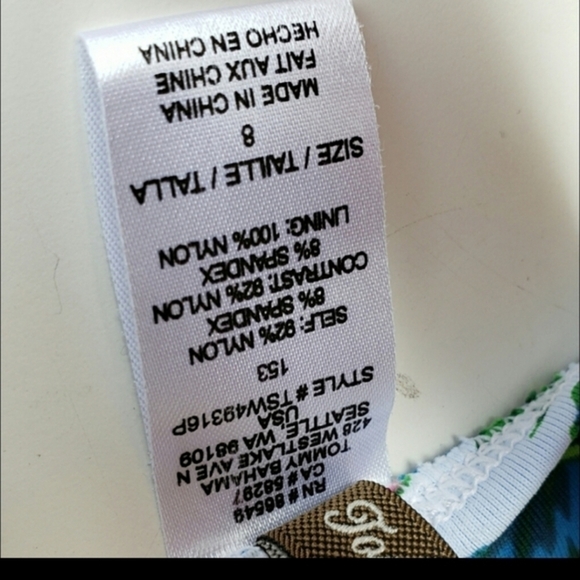 RN # 86549
CA # 58297
TOMMY BAHAMA
428 WESTLAKE AVE N
SEATTLE, WA 98109
USA
STYLE # TSW49316P
153
SELF: 92% NYLON
8% SPANDEX
CONTRAST: 92% NYLON
8% SPANDEX
LINING: 100% NYLON
SIZE / TAILLE / TALLA
8
MADE IN CHINA
FAIT AUX CHINE
HECHO EN CHINA